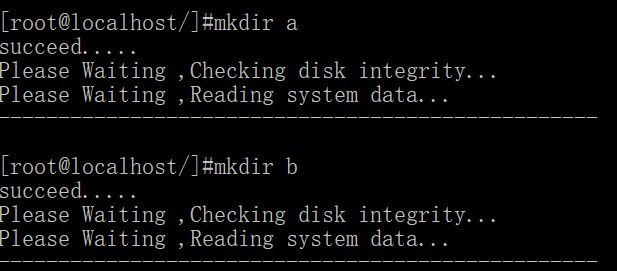 [root@localhost/]#mkdir a
succeed.....
Please Waiting ,Checking disk integrity...
Please Waiting ,Reading system data...
------------------------------------------------------------
[root@localhost/]#mkdir b
succeed.....
Please Waiting ,Checking disk integrity...
Please Waiting ,Reading system data...
------------------------------------------------------------